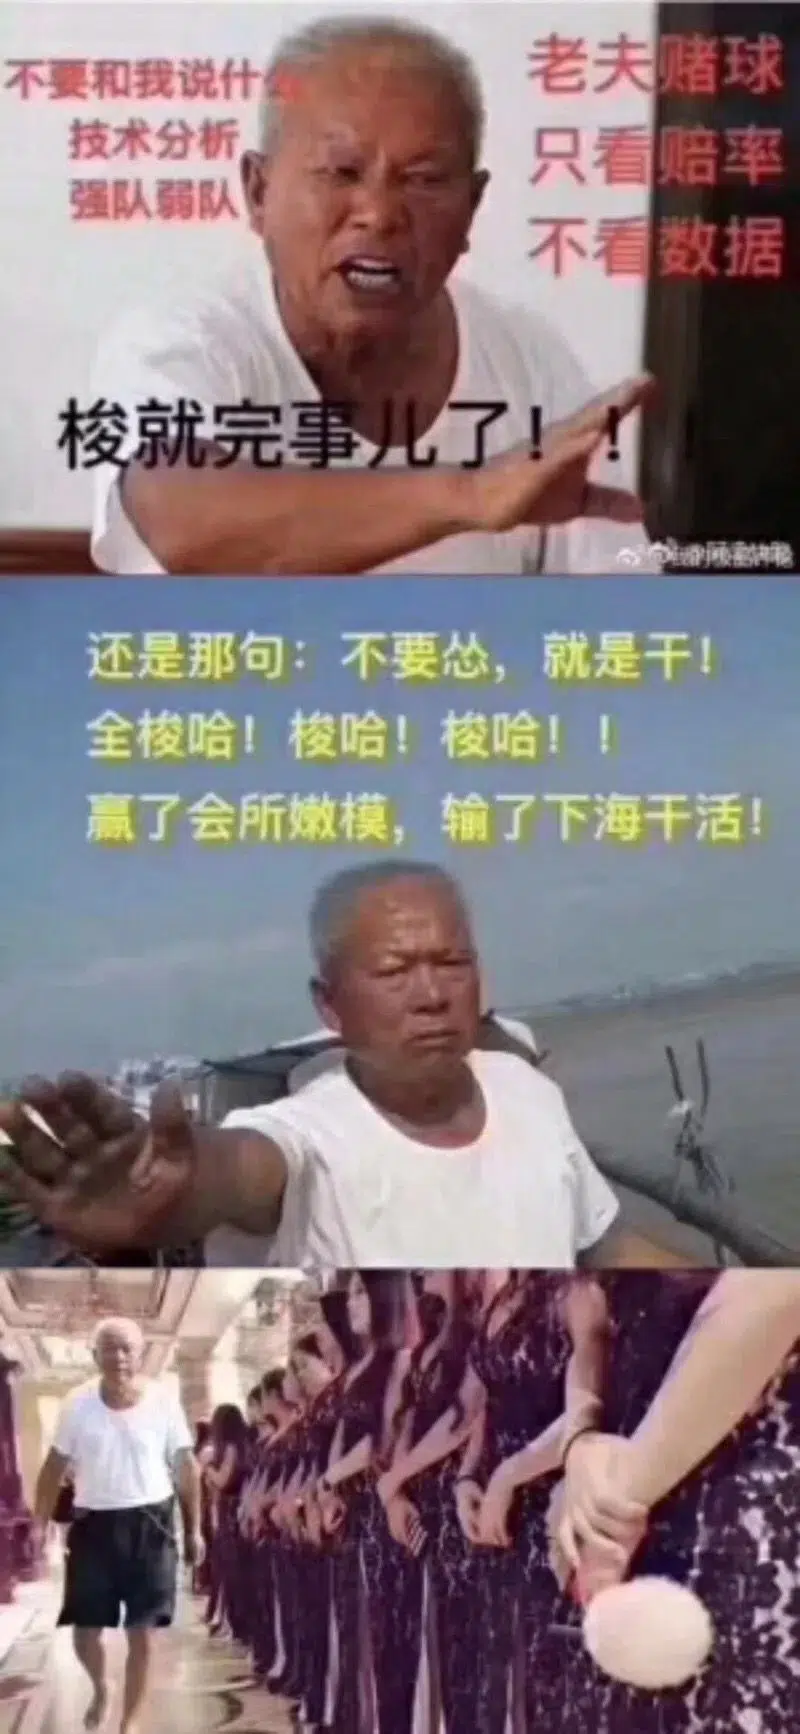 不要和我说什么
技术分析
强队弱队
老夫赌球
只看赔率
不看数据
梭就完事儿了！！！
还是那句：不要怂，就是干！
全梭哈！梭哈！梭哈！！
赢了会所嫩模，输了下海干活！